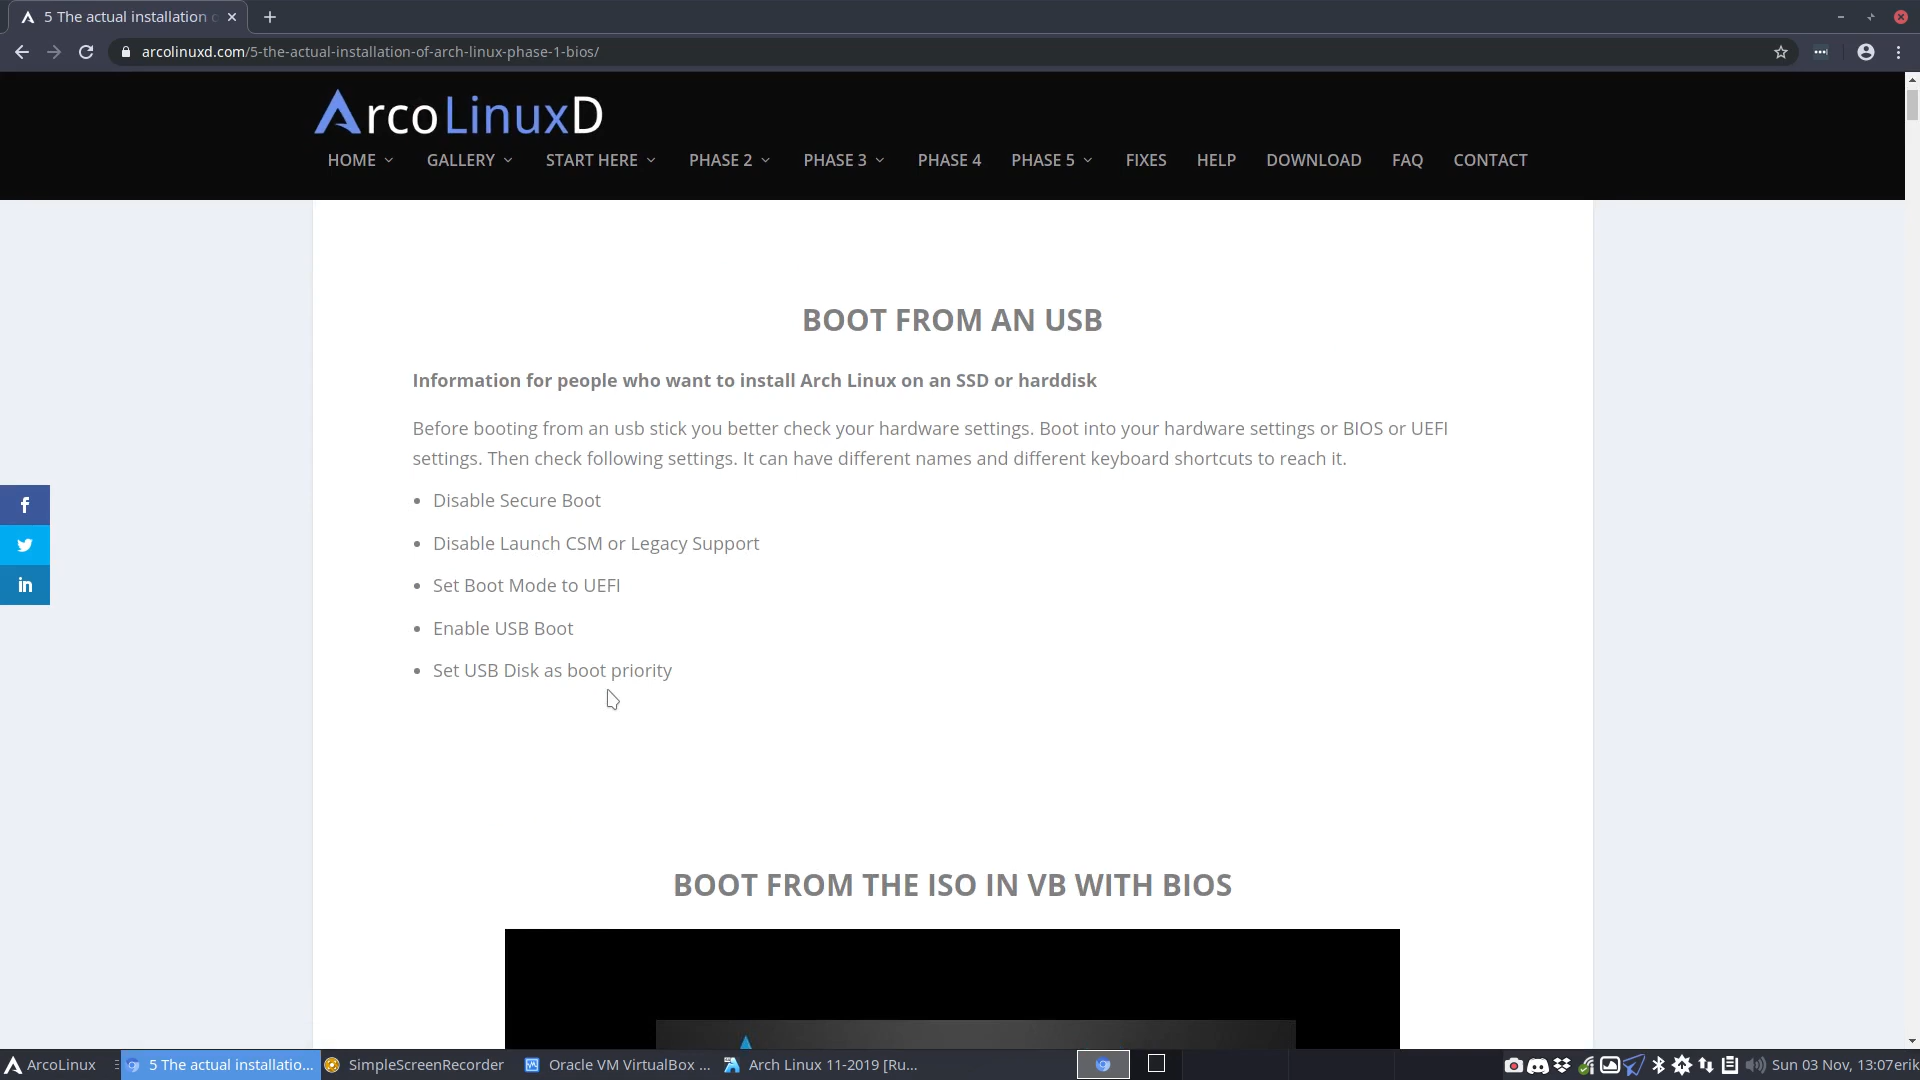 5 The actual installation
arcolinuxd.com/5-the-actual-installation-of-arch-linux-phase-1-bios/
ArcoLinuxD
HOME GALLERY START HERE PHASE 2 PHASE 3 PHASE 4 PHASE 5 FIXES HELP DOWNLOAD FAQ CONTACT
BOOT FROM AN USB
Information for people who want to install Arch Linux on an SSD or harddisk
Before booting from an usb stick you better check your hardware settings. Boot into your hardware settings or BIOS or UEFI
settings. Then check following settings. It can have different names and different keyboard shortcuts to reach it.
• Disable Secure Boot
• Disable Launch CSM or Legacy Support
• Set Boot Mode to UEFI
• Enable USB Boot
• Set USB Disk as boot priority
BOOT FROM THE ISO IN VB WITH BIOS
ArcoLinux 5 The actual installatio... SimpleScreenRecorder Oracle VM VirtualBox ... Arch Linux 11-2019 [Ru... Sun 03 Nov, 13:07 erik